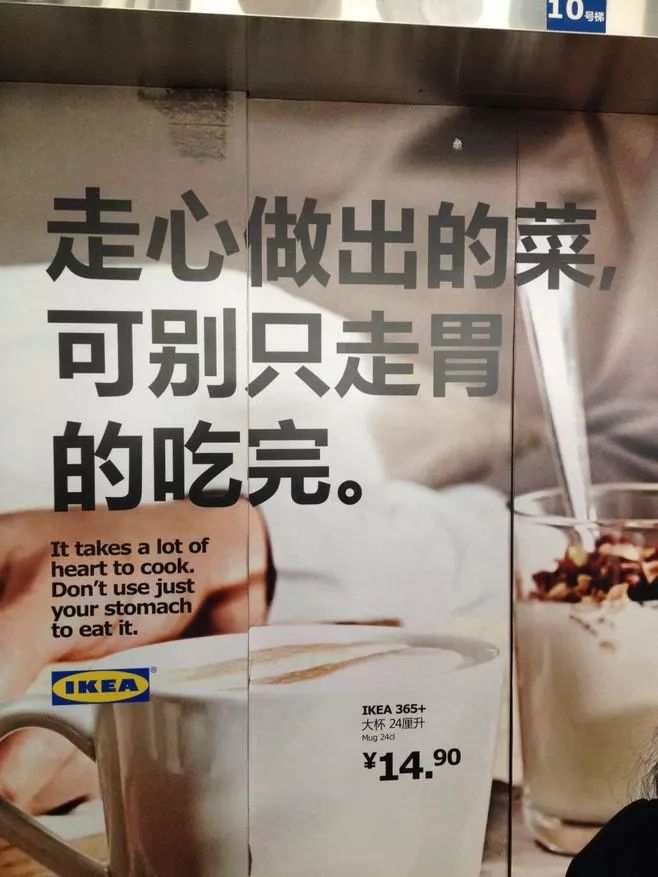 10号梯
走心做出的菜,
可别只走胃
的吃完。
It takes a lot of
heart to cook.
Don't use just
your stomach
to eat it.
IKEA®
IKEA 365+
大杯 24厘升
Mug 24cl
¥14.90